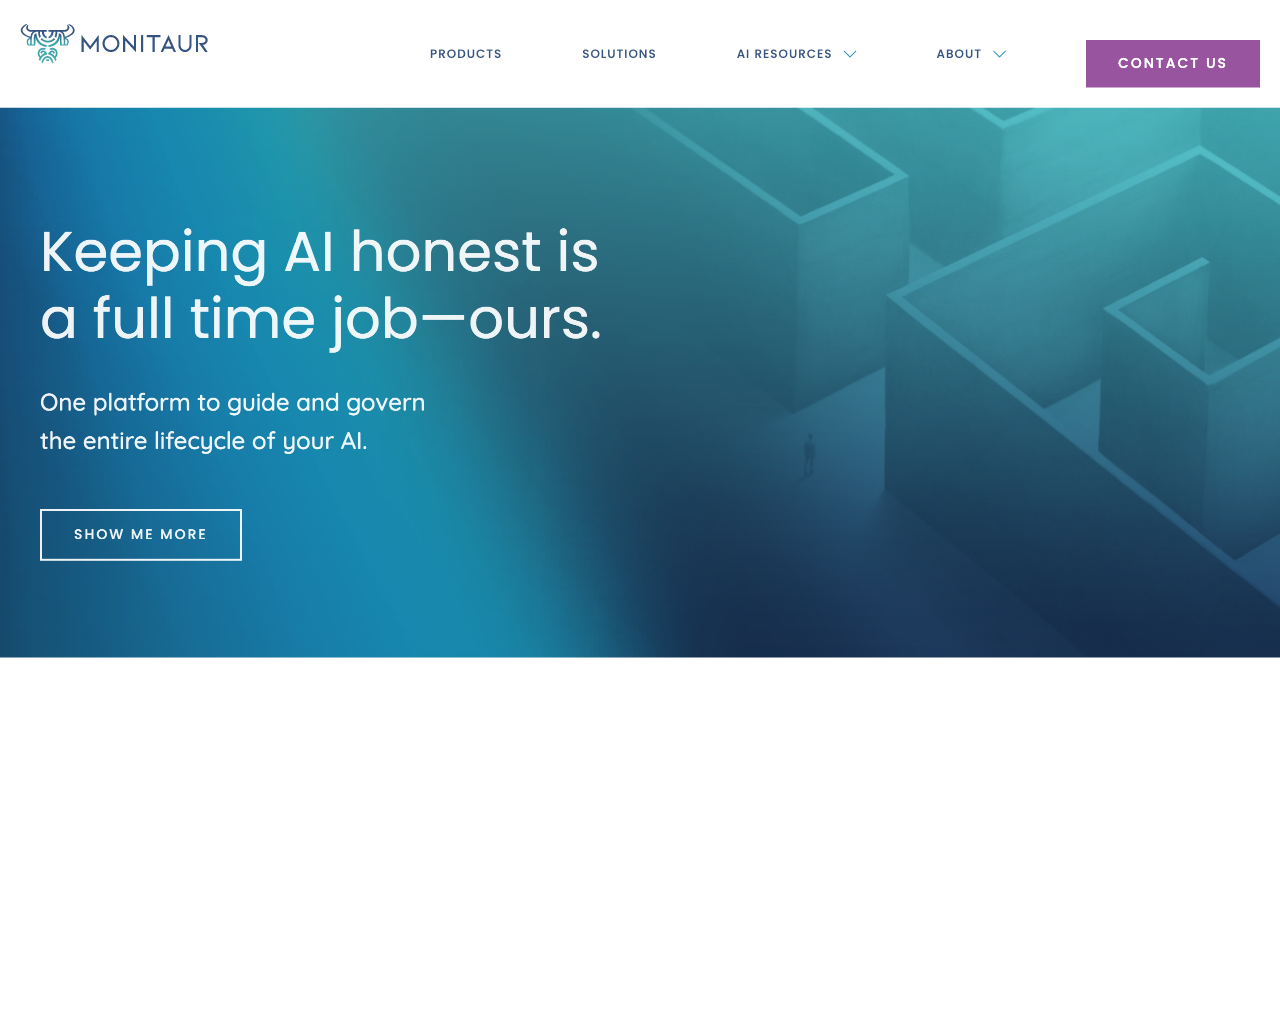 MONITAUR
PRODUCTS
SOLUTIONS
AI RESOURCES
ABOUT
CONTACT US
Keeping AI honest is
a full time job—ours.
One platform to guide and govern
the entire lifecycle of your AI.
SHOW ME MORE